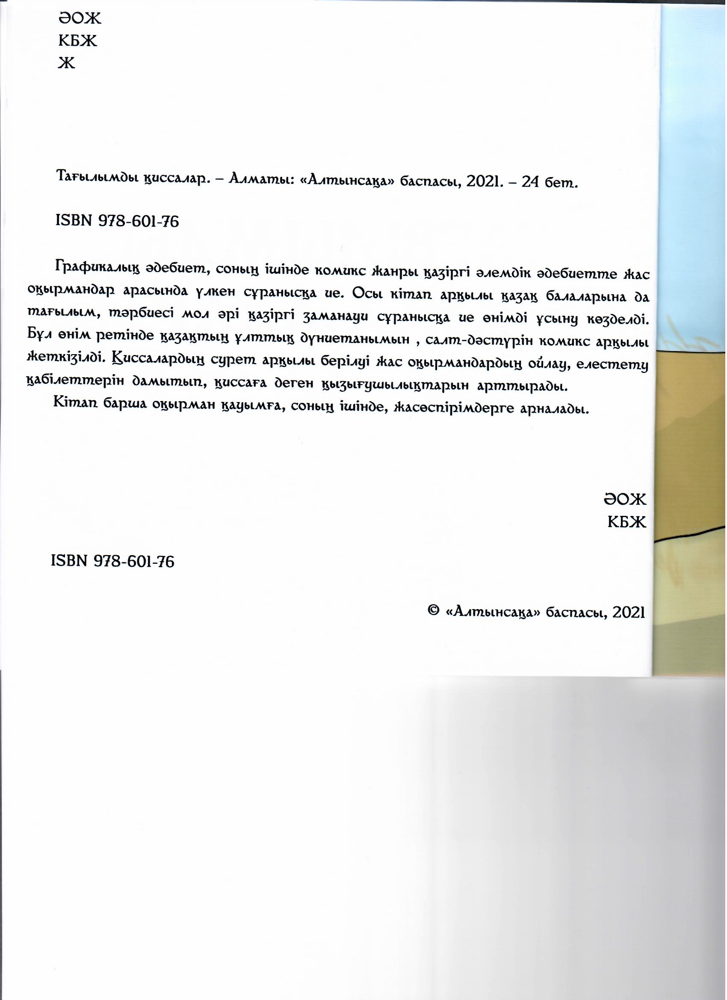 ӘОЖ
КБЖ
Ж
Тағылымды қиссалар. – Алматы: «Алтынсақа» баспасы, 2021. – 24 бет.
ISBN 978-601-76
Графикалық әдебиет, соның ішінде комикс жанры қазіргі әлемдік әдебиетте жас
оқырмандар арасында үлкен сұранысқа ие. Осы кітап арқылы қазақ балаларына да
тағылым, тәрбиесі мол әрі қазіргі заманауи сұранысқа ие өнімді ұсыну көзделді.
Бұл өнім ретінде қазақтың ұлттық дүниетанымын , салт-дәстүрін комикс арқылы
жеткізілді. Қиссалардың сурет арқылы берілуі жас оқырмандардың ойлау, елестету
қабілеттерін дамытып, қиссаға деген қызығушылықтарын арттырады.
Кітап барша оқырман қауымға, соның ішінде, жасөспірімдерге арналады.
ӘОЖ
КБЖ
ISBN 978-601-76
© «Алтынсақа» баспасы, 2021